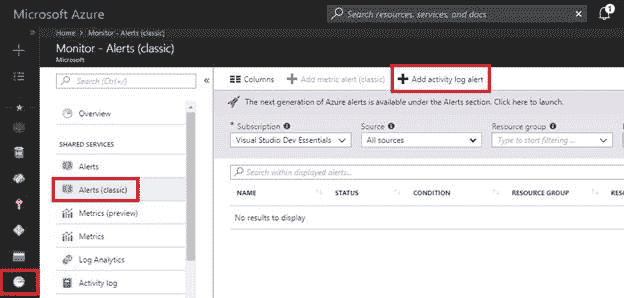 Microsoft Azure
Search resources, services, and docs
1
Home > Monitor - Alerts (classic)
Monitor - Alerts (classic)
Microsoft
Search (Ctrl+/)
Overview
SHARED SERVICES
Alerts
Alerts (classic)
Metrics (preview)
Metrics
Log Analytics
Activity log
Columns
Add metric alert (classic)
Add activity log alert
The next generation of Azure alerts is available under the Alerts section. Click here to launch.
* Subscription
Source
Resource group
Visual Studio Dev Essentials
All sources
Type to start filtering ...
Search within displayed alerts...
NAME
STATUS
CONDITION
RESOURCE GROUP
RES
No results to display